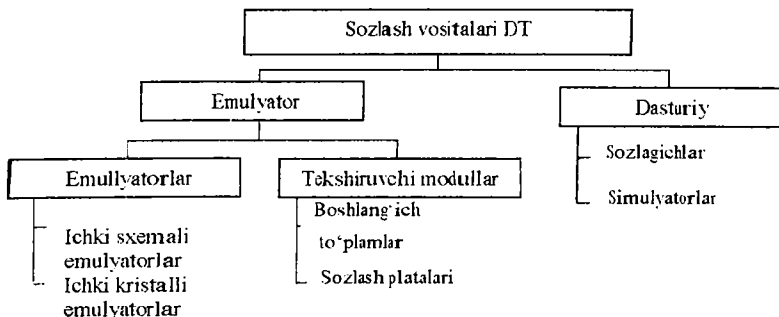 Sozlash vositalari DT
Emulyator
Dasturiy
Emullyatorlar
Tekshiruvchi modullar
Sozlagichlar
Simulyatorlar
Ichki sxemali
emulyatorlar
Ichki kristalli
emulyatorlar
Boshlang‘ich
to‘plamlar
Sozlash platalari